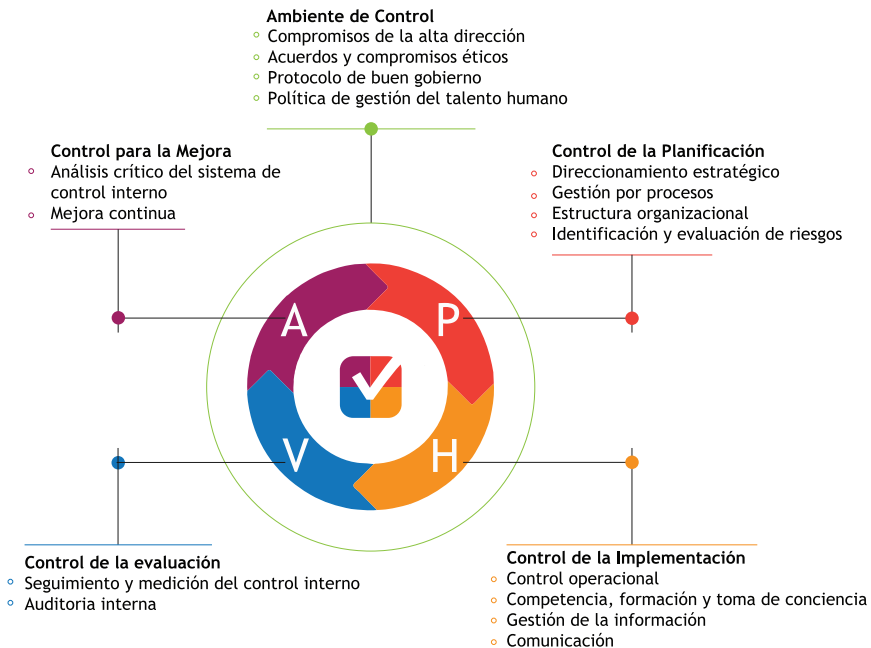 Ambiente de Control
Compromisos de la alta dirección
Acuerdos y compromisos éticos
Protocolo de buen gobierno
Política de gestión del talento humano
Control para la Mejora
Análisis crítico del sistema de
control interno
Mejora continua
Control de la Planificación
Direccionamiento estratégico
Gestión por procesos
Estructura organizacional
Identificación y evaluación de riesgos
A
P
V
H
Control de la evaluación
Seguimiento y medición del control interno
Auditoria interna
Control de la Implementación
Control operacional
Competencia, formación y toma de conciencia
Gestión de la información
Comunicación